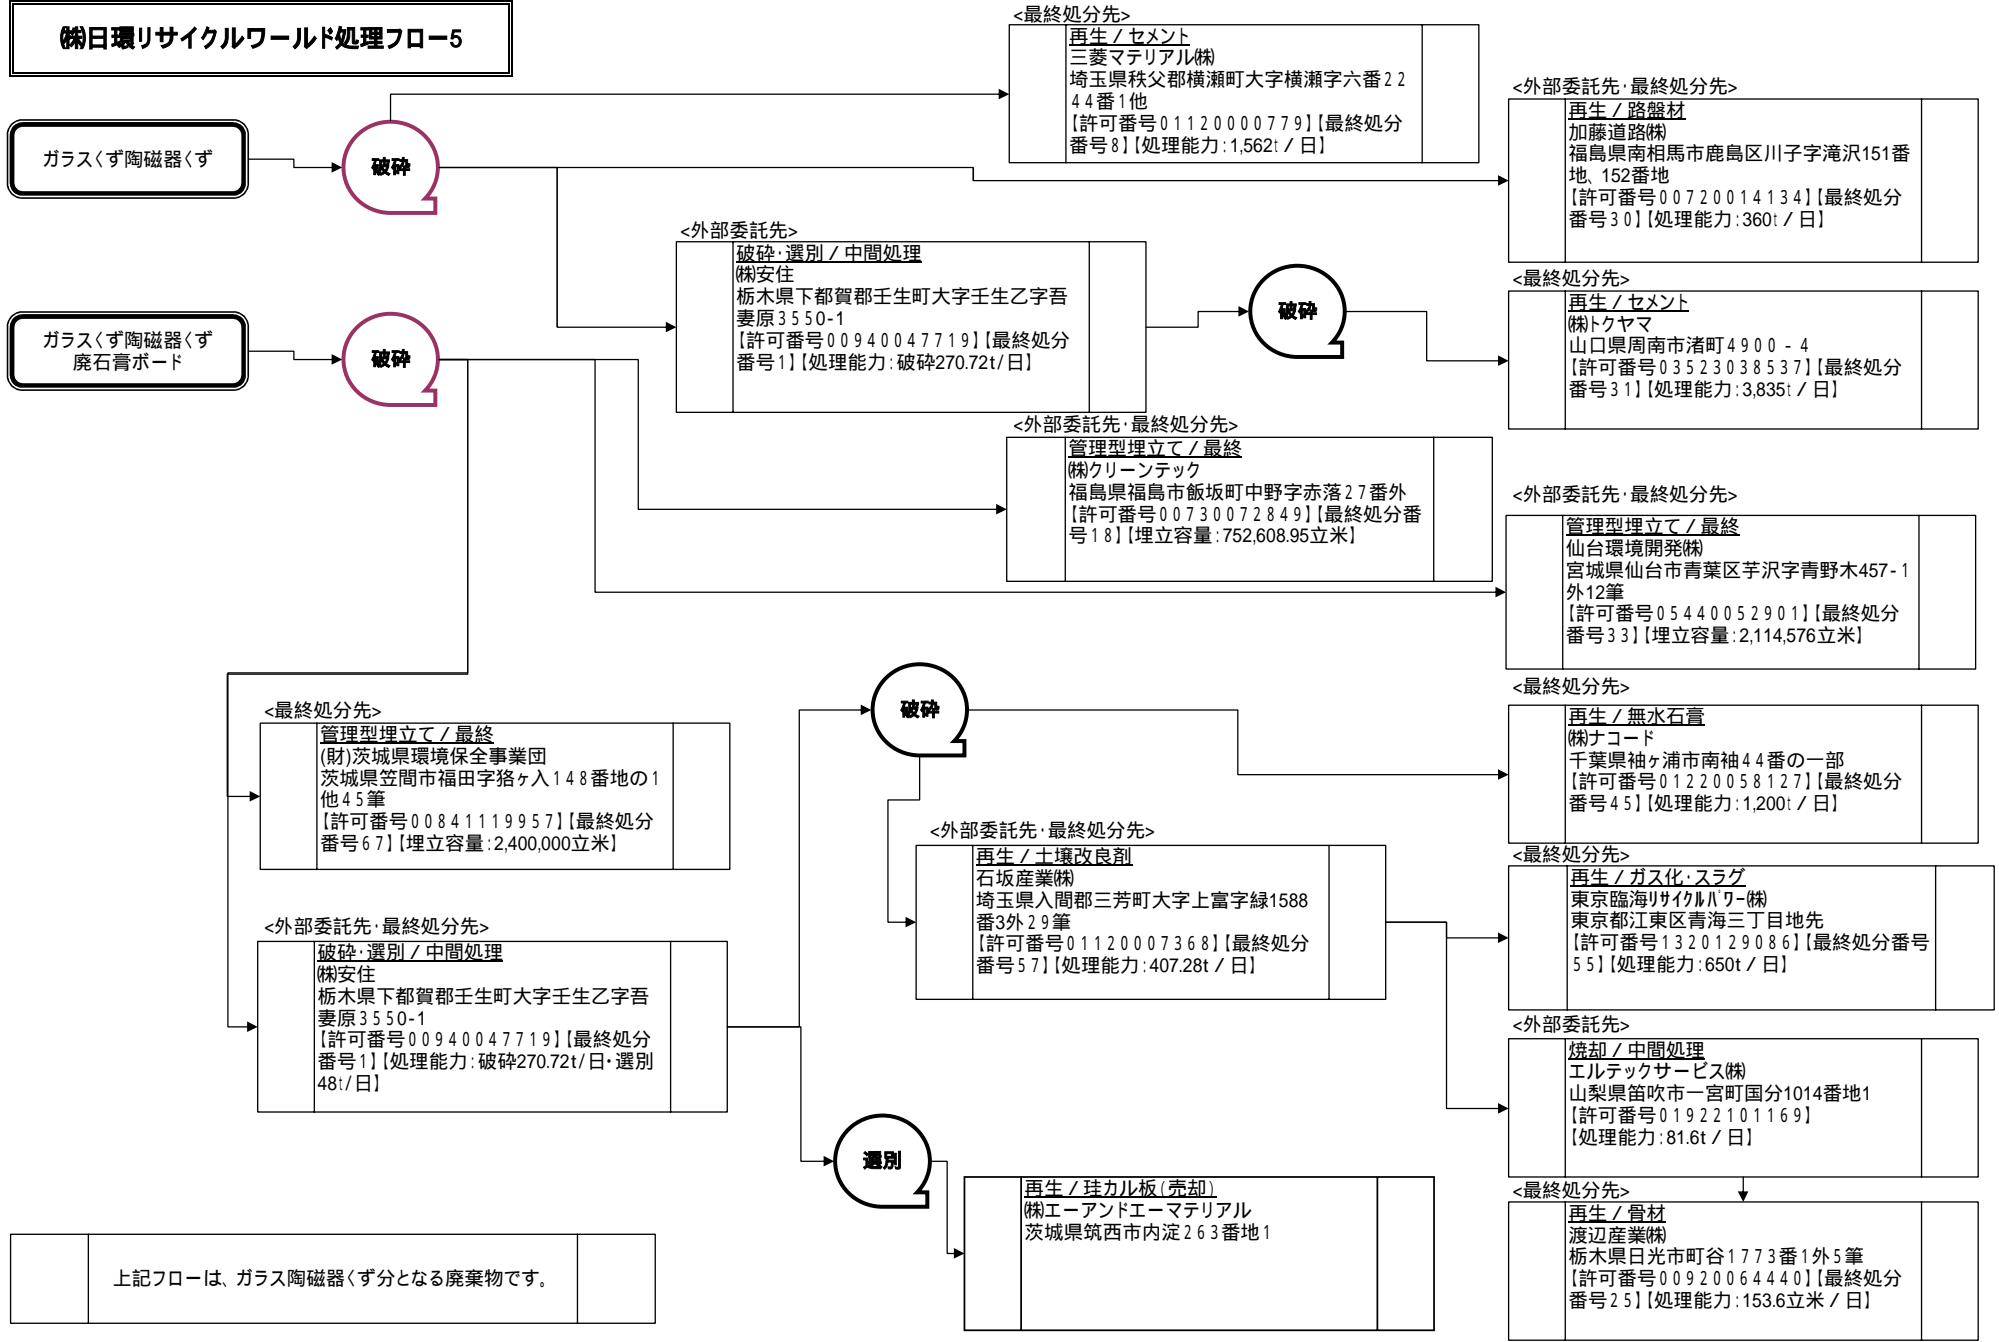 ㈱日環リサイクルワールド処理フロー5
<最終処分先>
再生/セメント
三菱マテリアル㈱
埼玉県秩父郡横瀬町大字横瀬字六番22
44番1他
【許可番号01120000779】【最終処分
番号8】【処理能力:1,562t/日】
<外部委託先・最終処分先>
再生/路盤材
加藤道路㈱
福島県南相馬市鹿島区川子字滝沢151番
地、152番地
【許可番号00720014134】【最終処分
番号30】【処理能力:360t/日】
ガラスくず陶磁器くず
破砕
<外部委託先>
破砕・選別/中間処理
㈱安住
栃木県下都賀郡壬生町大字壬生乙字吾
妻原3550-1
【許可番号00940047719】【最終処分
番号1】【処理能力:破砕270.72t/日】
破砕
<最終処分先>
再生/セメント
㈱トクヤマ
山口県周南市渚町4900-4
【許可番号03523038537】【最終処分
番号31】【処理能力:3,835t/日】
ガラスくず陶磁器くず
廃石膏ボード
破砕
<外部委託先・最終処分先>
管理型埋立て/最終
㈱クリーンテック
福島県福島市飯坂町中野字赤落27番外
【許可番号00730072849】【最終処分番
号18】【埋立容量:752,608.95立米】
<外部委託先・最終処分先>
管理型埋立て/最終
仙台環境開発㈱
宮城県仙台市青葉区芋沢字青野木457-1
外12筆
【許可番号05440052901】【最終処分
番号33】【埋立容量:2,114,576立米】
<最終処分先>
管理型埋立て/最終
(財)茨城県環境保全事業団
茨城県笠間市福田字狢ヶ入148番地の1
他45筆
【許可番号00841119957】【最終処分
番号67】【埋立容量:2,400,000立米】
破砕
<最終処分先>
再生/無水石膏
㈱ナコード
千葉県袖ヶ浦市南袖44番の一部
【許可番号01220058127】【最終処分
番号45】【処理能力:1,200t/日】
<外部委託先・最終処分先>
再生/土壌改良剤
石坂産業㈱
埼玉県入間郡三芳町大字上富字緑1588
番3外29筆
【許可番号01120007368】【最終処分
番号57】【処理能力:407.28t/日】
<最終処分先>
再生/ガス化・スラグ
東京臨海ﾘｻｲｸﾙﾊﾟﾜｰ㈱
東京都江東区青海三丁目地先
【許可番号1320129086】【最終処分番号
55】【処理能力:650t/日】
<外部委託先・最終処分先>
破砕・選別/中間処理
㈱安住
栃木県下都賀郡壬生町大字壬生乙字吾
妻原3550-1
【許可番号00940047719】【最終処分
番号1】【処理能力:破砕270.72t/日・選別
48t/日】
<外部委託先>
焼却/中間処理
エルテックサービス㈱
山梨県笛吹市一宮町国分1014番地1
【許可番号01922101169】
【処理能力:81.6t/日】
選別
再生/珪カル板(売却)
㈱エーアンドエーマテリアル
茨城県筑西市内淀263番地1
<最終処分先>
再生/骨材
渡辺産業㈱
栃木県日光市町谷1773番1外5筆
【許可番号00920064440】【最終処分
番号25】【処理能力:153.6立米/日】
上記フローは、ガラス陶磁器くず分となる廃棄物です。